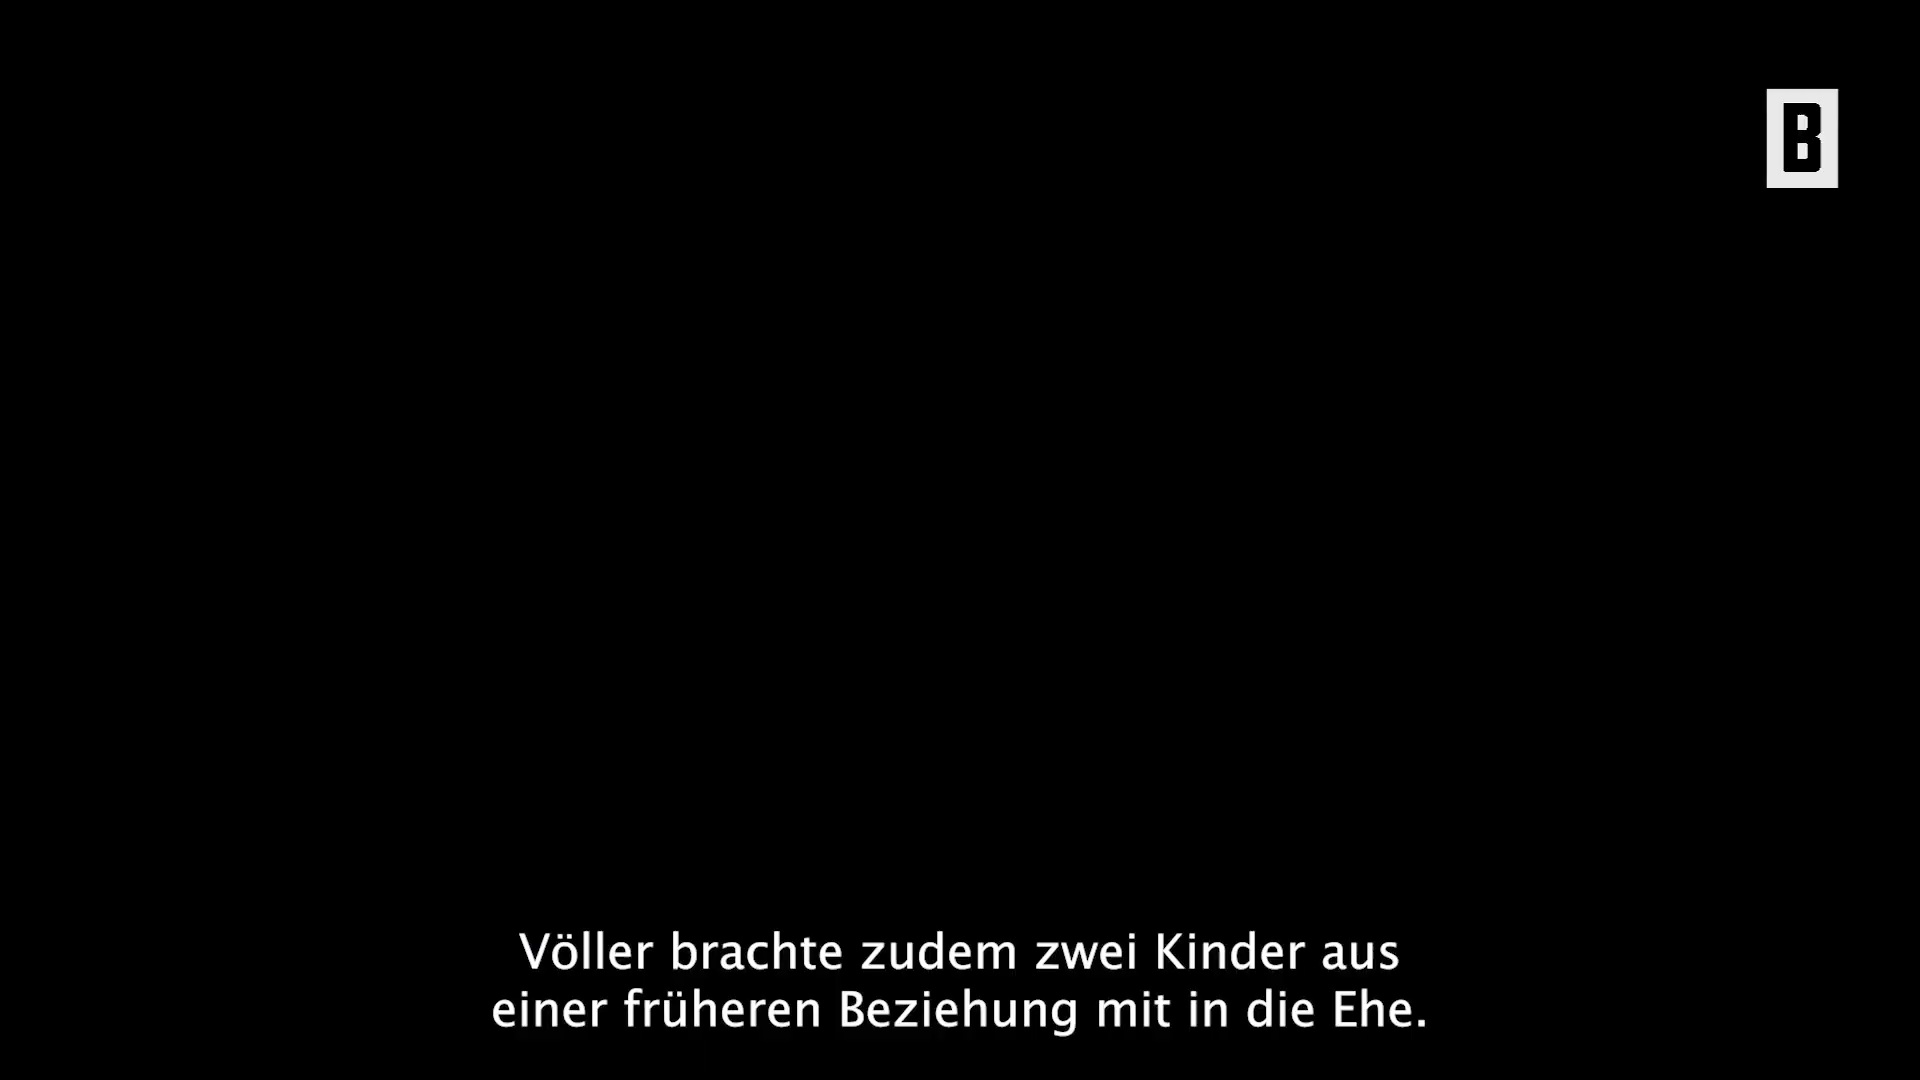 B
Völler brachte zudem zwei Kinder aus
einer früheren Beziehung mit in die Ehe.